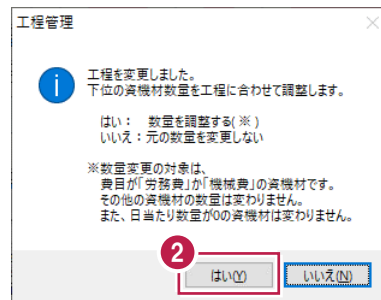 工程管理
工程を変更しました。
下位の資機材数量を工程に合わせて調整します。
はい： 数量を調整する(※)
いいえ：元の数量を変更しない
※数量変更の対象は、
費目が「労務費」か「機械費」の資機材です。
その他の資機材の数量は変わりません。
また、日当たり数量が0の資機材は変わりません。
2
はい(Y) いいえ(N)